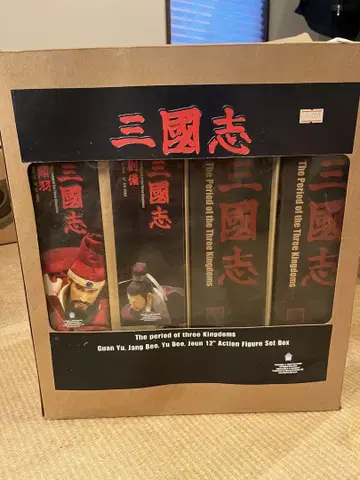 三國志
三國志
三國志
劉備
The Period of the Three Kingdoms
三國志
The Period of the Three Kingdoms
三國志
The period of three Kingdoms
Guan Yu, Jang Bee, Yu Bee, Joun 12" Action Figure Set Box